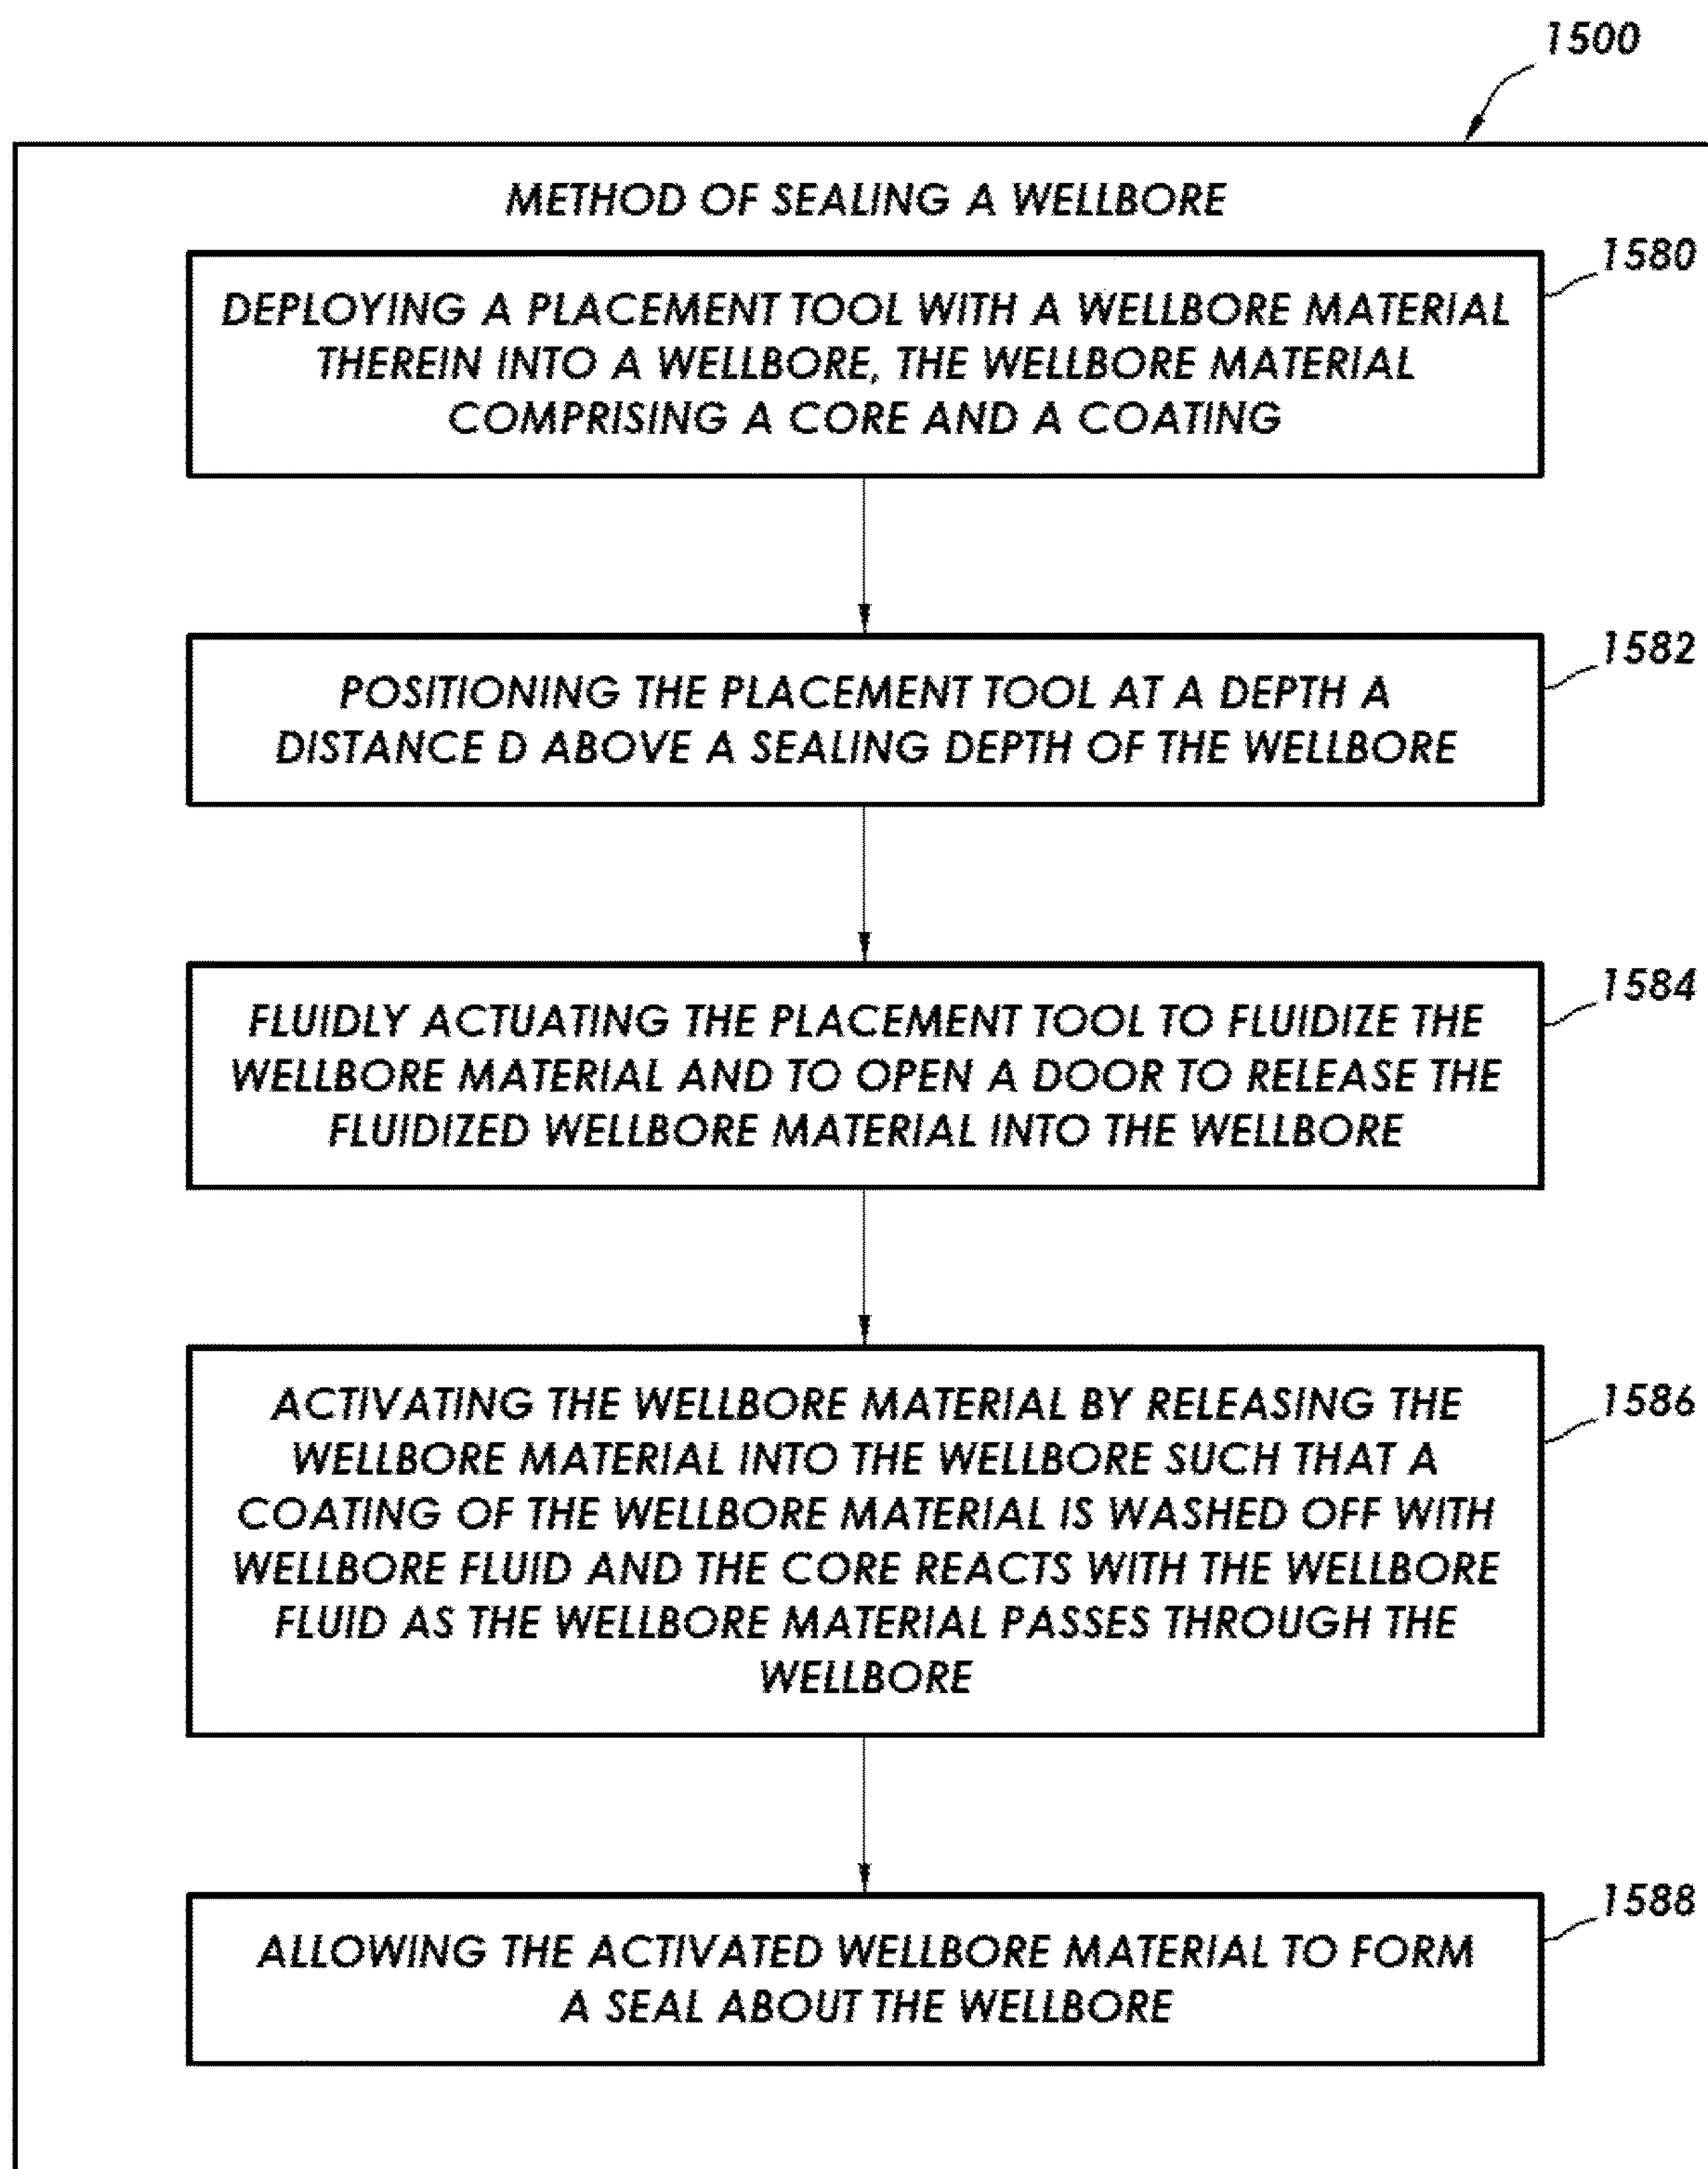 1500
METHOD OF SEALING A WELLBORE
1580
DEPLOYING A PLACEMENT TOOL WITH A WELLBORE MATERIAL
THEREIN INTO A WELLBORE, THE WELLBORE MATERIAL
COMPRISING A CORE AND A COATING
1582
POSITIONING THE PLACEMENT TOOL AT A DEPTH A
DISTANCE D ABOVE A SEALING DEPTH OF THE WELLBORE
1584
FLUIDLY ACTUATING THE PLACEMENT TOOL TO FLUIDIZE THE
WELLBORE MATERIAL AND TO OPEN A DOOR TO RELEASE THE
FLUIDIZED WELLBORE MATERIAL INTO THE WELLBORE
1586
ACTIVATING THE WELLBORE MATERIAL BY RELEASING THE
WELLBORE MATERIAL INTO THE WELLBORE SUCH THAT A
COATING OF THE WELLBORE MATERIAL IS WASHED OFF WITH
WELLBORE FLUID AND THE CORE REACTS WITH THE WELLBORE
FLUID AS THE WELLBORE MATERIAL PASSES THROUGH THE
WELLBORE
1588
ALLOWING THE ACTIVATED WELLBORE MATERIAL TO FORM
A SEAL ABOUT THE WELLBORE